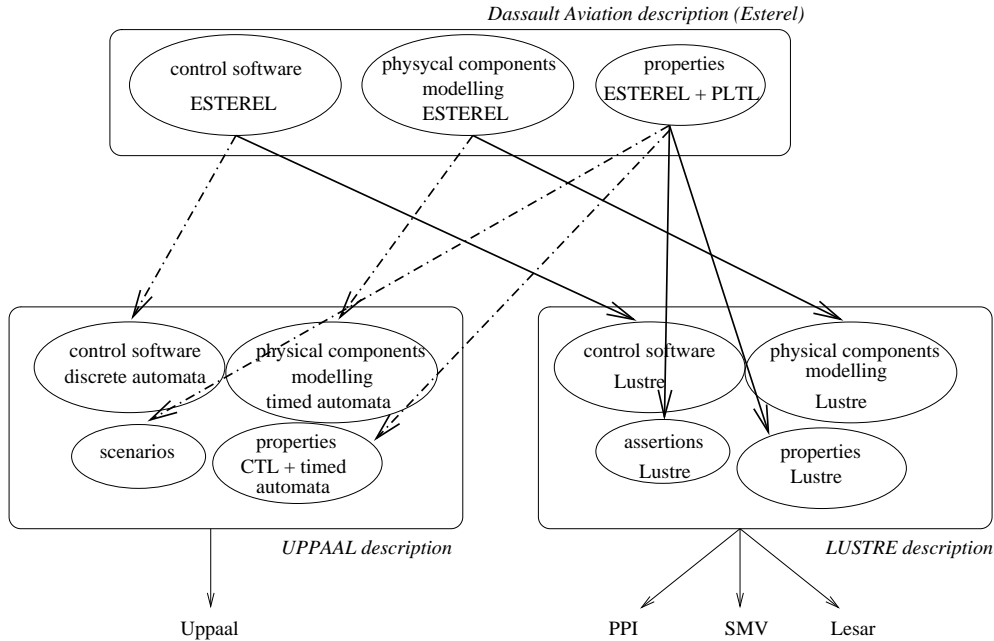 Dassault Aviation description (Esterel)
control software
ESTEREL
physycal components
modelling
ESTEREL
properties
ESTEREL + PLTL
control software
discrete automata
physical components
modelling
timed automata
scenarios
properties
CTL + timed
automata
UPPAAL description
Uppaal
control software
Lustre
physical components
modelling
Lustre
assertions
Lustre
properties
Lustre
LUSTRE description
PPI
SMV
Lesar